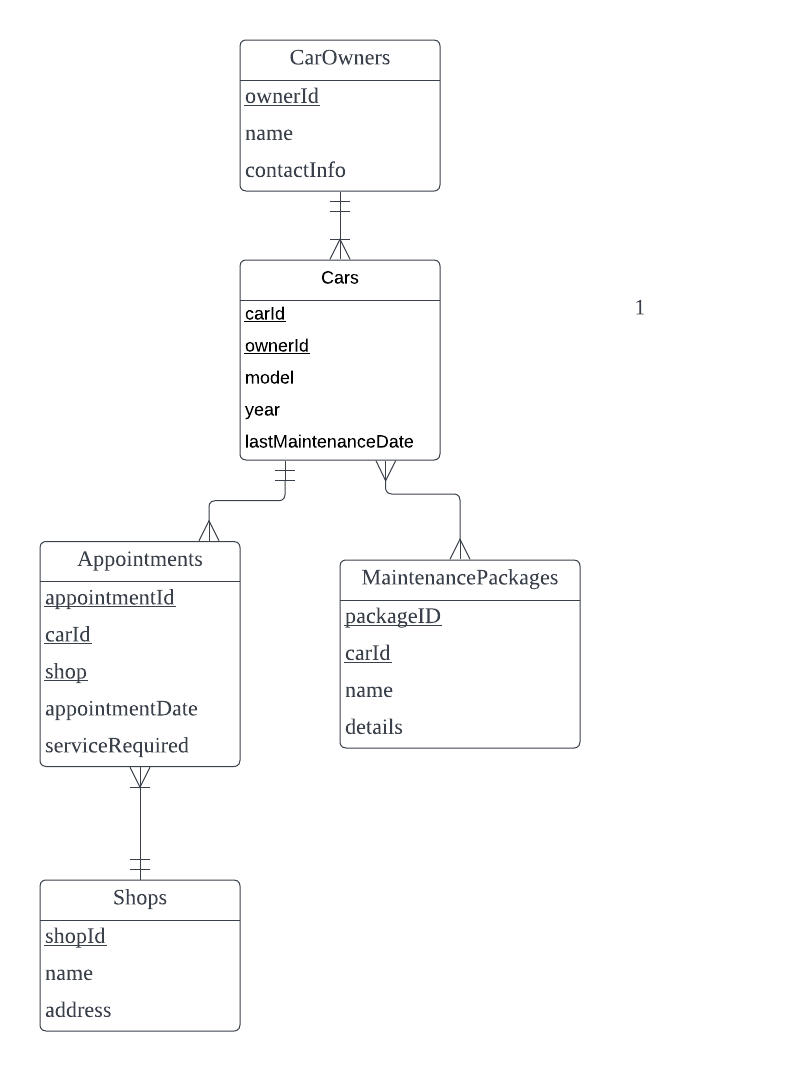 CarOwners
ownerId
name
contactInfo
Cars
carId
ownerId
model
year
lastMaintenanceDate
1
Appointments
appointmentId
carId
shop
appointmentDate
serviceRequired
MaintenancePackages
packageID
carId
name
details
Shops
shopId
name
address